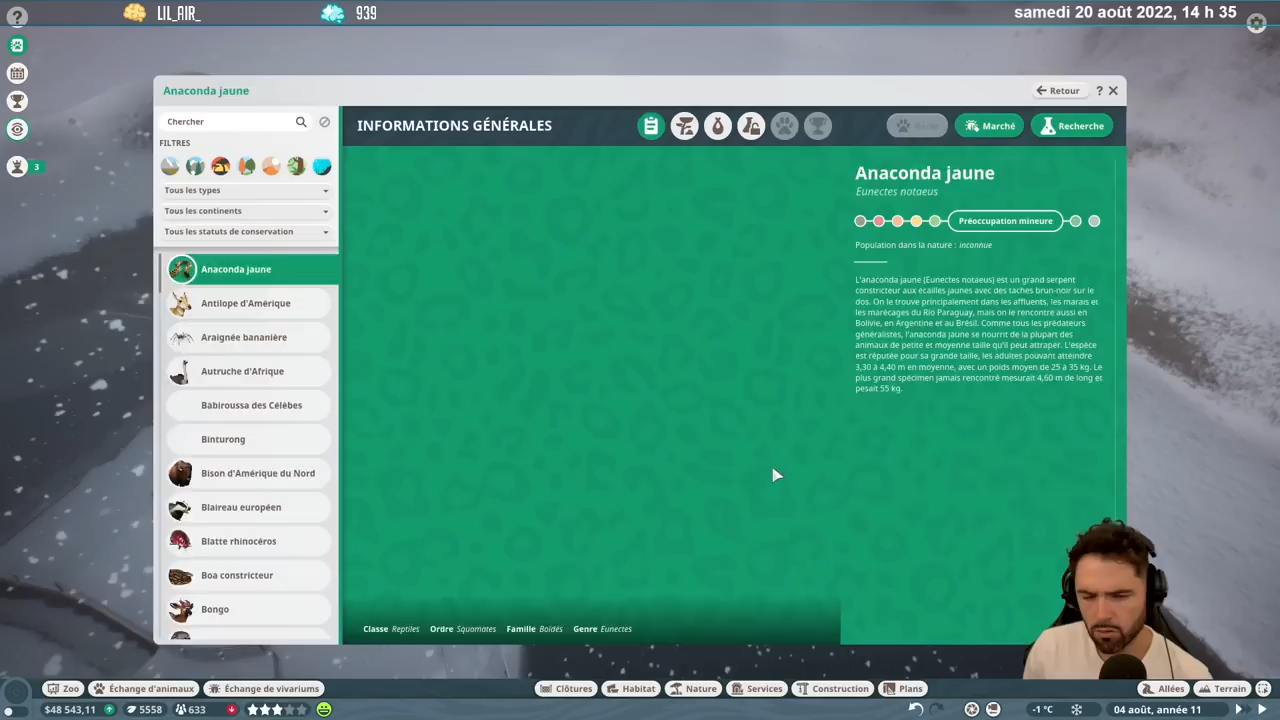 LIL_AIR_
939
samedi 20 août 2022, 14 h 35
Anaconda jaune
Retour
?
Chercher
FILTRES
Tous les types
Tous les continents
Tous les statuts de conservation
Anaconda jaune
Antilope d'Amérique
Araignée bananière
Autruche d'Afrique
Babiroussa des Célèbes
Binturong
Bison d'Amérique du Nord
Blaireau européen
Blatte rhinocéros
Boa constricteur
Bongo
3
INFORMATIONS GÉNÉRALES
Marché
Recherche
Anaconda jaune
Eunectes notaeus
Préoccupation mineure
Population dans la nature : inconnue
L'anaconda jaune (Eunectes notaeus) est un grand serpent
constricteur aux écailles jaunes avec des taches brun-noir sur le
dos. On le trouve principalement dans les affluents, les marais et
les marécages du Rio Paraguay, mais on le rencontre aussi en
Bolivie, en Argentine et au Brésil. Comme tous les prédateurs
généralistes, l'anaconda jaune se nourrit de la plupart des
animaux de petite et moyenne taille qu'il peut attraper. L'espèce
est réputée pour sa grande taille, les adultes pouvant atteindre
3,30 à 4,40 m en moyenne, avec un poids moyen de 25 à 35 kg. Le
plus grand spécimen jamais rencontré mesurait 4,60 m de long et
pesait 55 kg.
Classe Reptiles Ordre Squamates Famille Boïdés Genre Eunectes
Zoo
Échange d'animaux
Échange de vivariums
Clôtures
Habitat
Nature
Services
Construction
Plans
Allées
Terrain
$48 543,11
5558
633
-1 °C
04 août, année 11